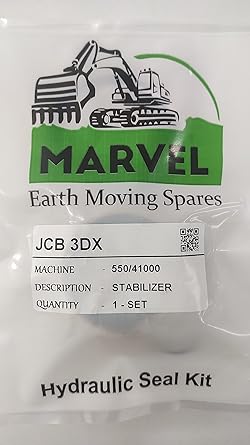 MARVEL
Earth Moving Spares
JCB 3DX
MACHINE - 550/41000
DESCRIPTION - STABILIZER
QUANTITY - 1 - SET
Hydraulic Seal Kit